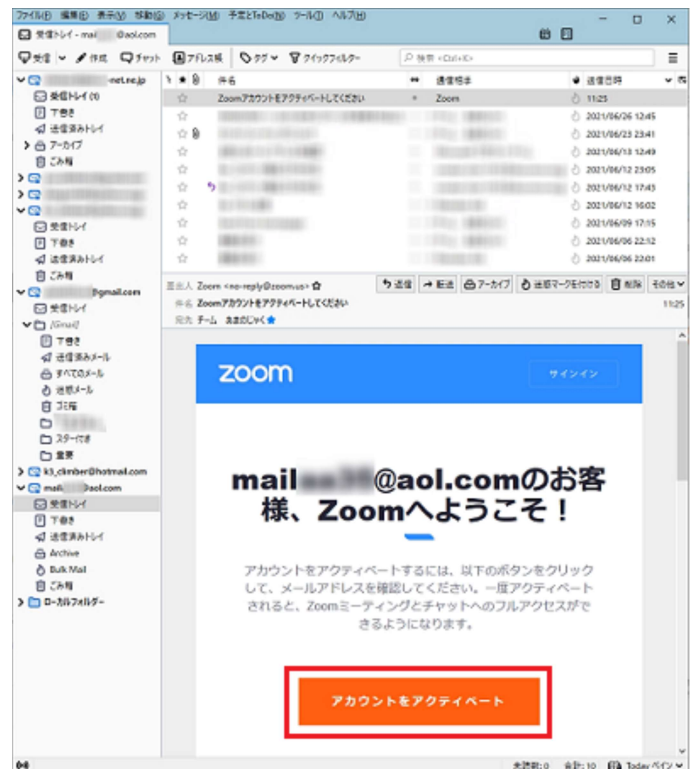 ファイル(F) 編集(E) 表示(V) 移動(G) メッセージ(M) 予定とToDo(N) ツール(T) ヘルプ(H)
受信トレイ - mail @aol.com
受信 作成 チャット アドレス帳 タグ クイックフィルター 検索 <Ctrl+K>
-net.ne.jp
受信トレイ (1)
下書き
送信済みトレイ
アーカイブ
ごみ箱
受信トレイ
下書き
送信済みトレイ
ごみ箱
@gmail.com
受信トレイ
[Gmail]
下書き
送信済みメール
すべてのメール
迷惑メール
ゴミ箱
スター付き
重要
k3_climber@hotmail.com
mail @aol.com
受信トレイ
下書き
送信済みトレイ
Archive
Bulk Mail
ごみ箱
ローカルフォルダー
件名 通信相手 送信日時
Zoomアカウントをアクティベートしてください Zoom 11:25
2021/06/26 12:45
2021/06/23 23:41
2021/06/13 12:49
2021/06/12 23:05
2021/06/12 17:43
2021/06/12 16:02
2021/06/09 17:15
2021/06/06 22:12
2021/06/06 22:01
差出人 Zoom <no-reply@zoom.us> 返信 転送 アーカイブ 迷惑マークを付ける 削除 その他
件名 Zoomアカウントをアクティベートしてください 11:25
宛先 チーム あまのじゃく
zoom サインイン
mail @aol.comのお客
様、Zoomへようこそ！
アカウントをアクティベートするには、以下のボタンをクリック
して、メールアドレスを確認してください。一度アクティベート
されると、Zoomミーティングとチャットへのフルアクセスがで
きるようになります。
アカウントをアクティベート
未読数: 0 合計: 10 Today ペイン